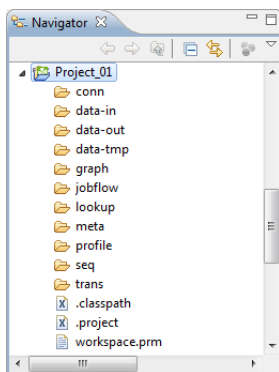 Navigator
Project_01
conn
data-in
data-out
data-tmp
graph
jobflow
lookup
meta
profile
seq
trans
.classpath
.project
workspace.prm